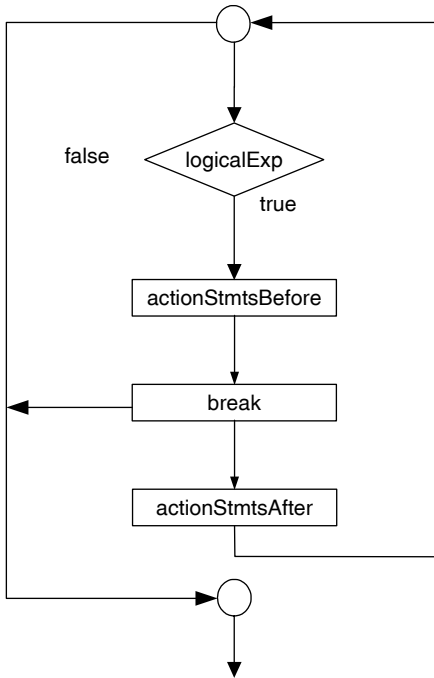 false
logicalExp
true
actionStmtsBefore
break
actionStmtsAfter